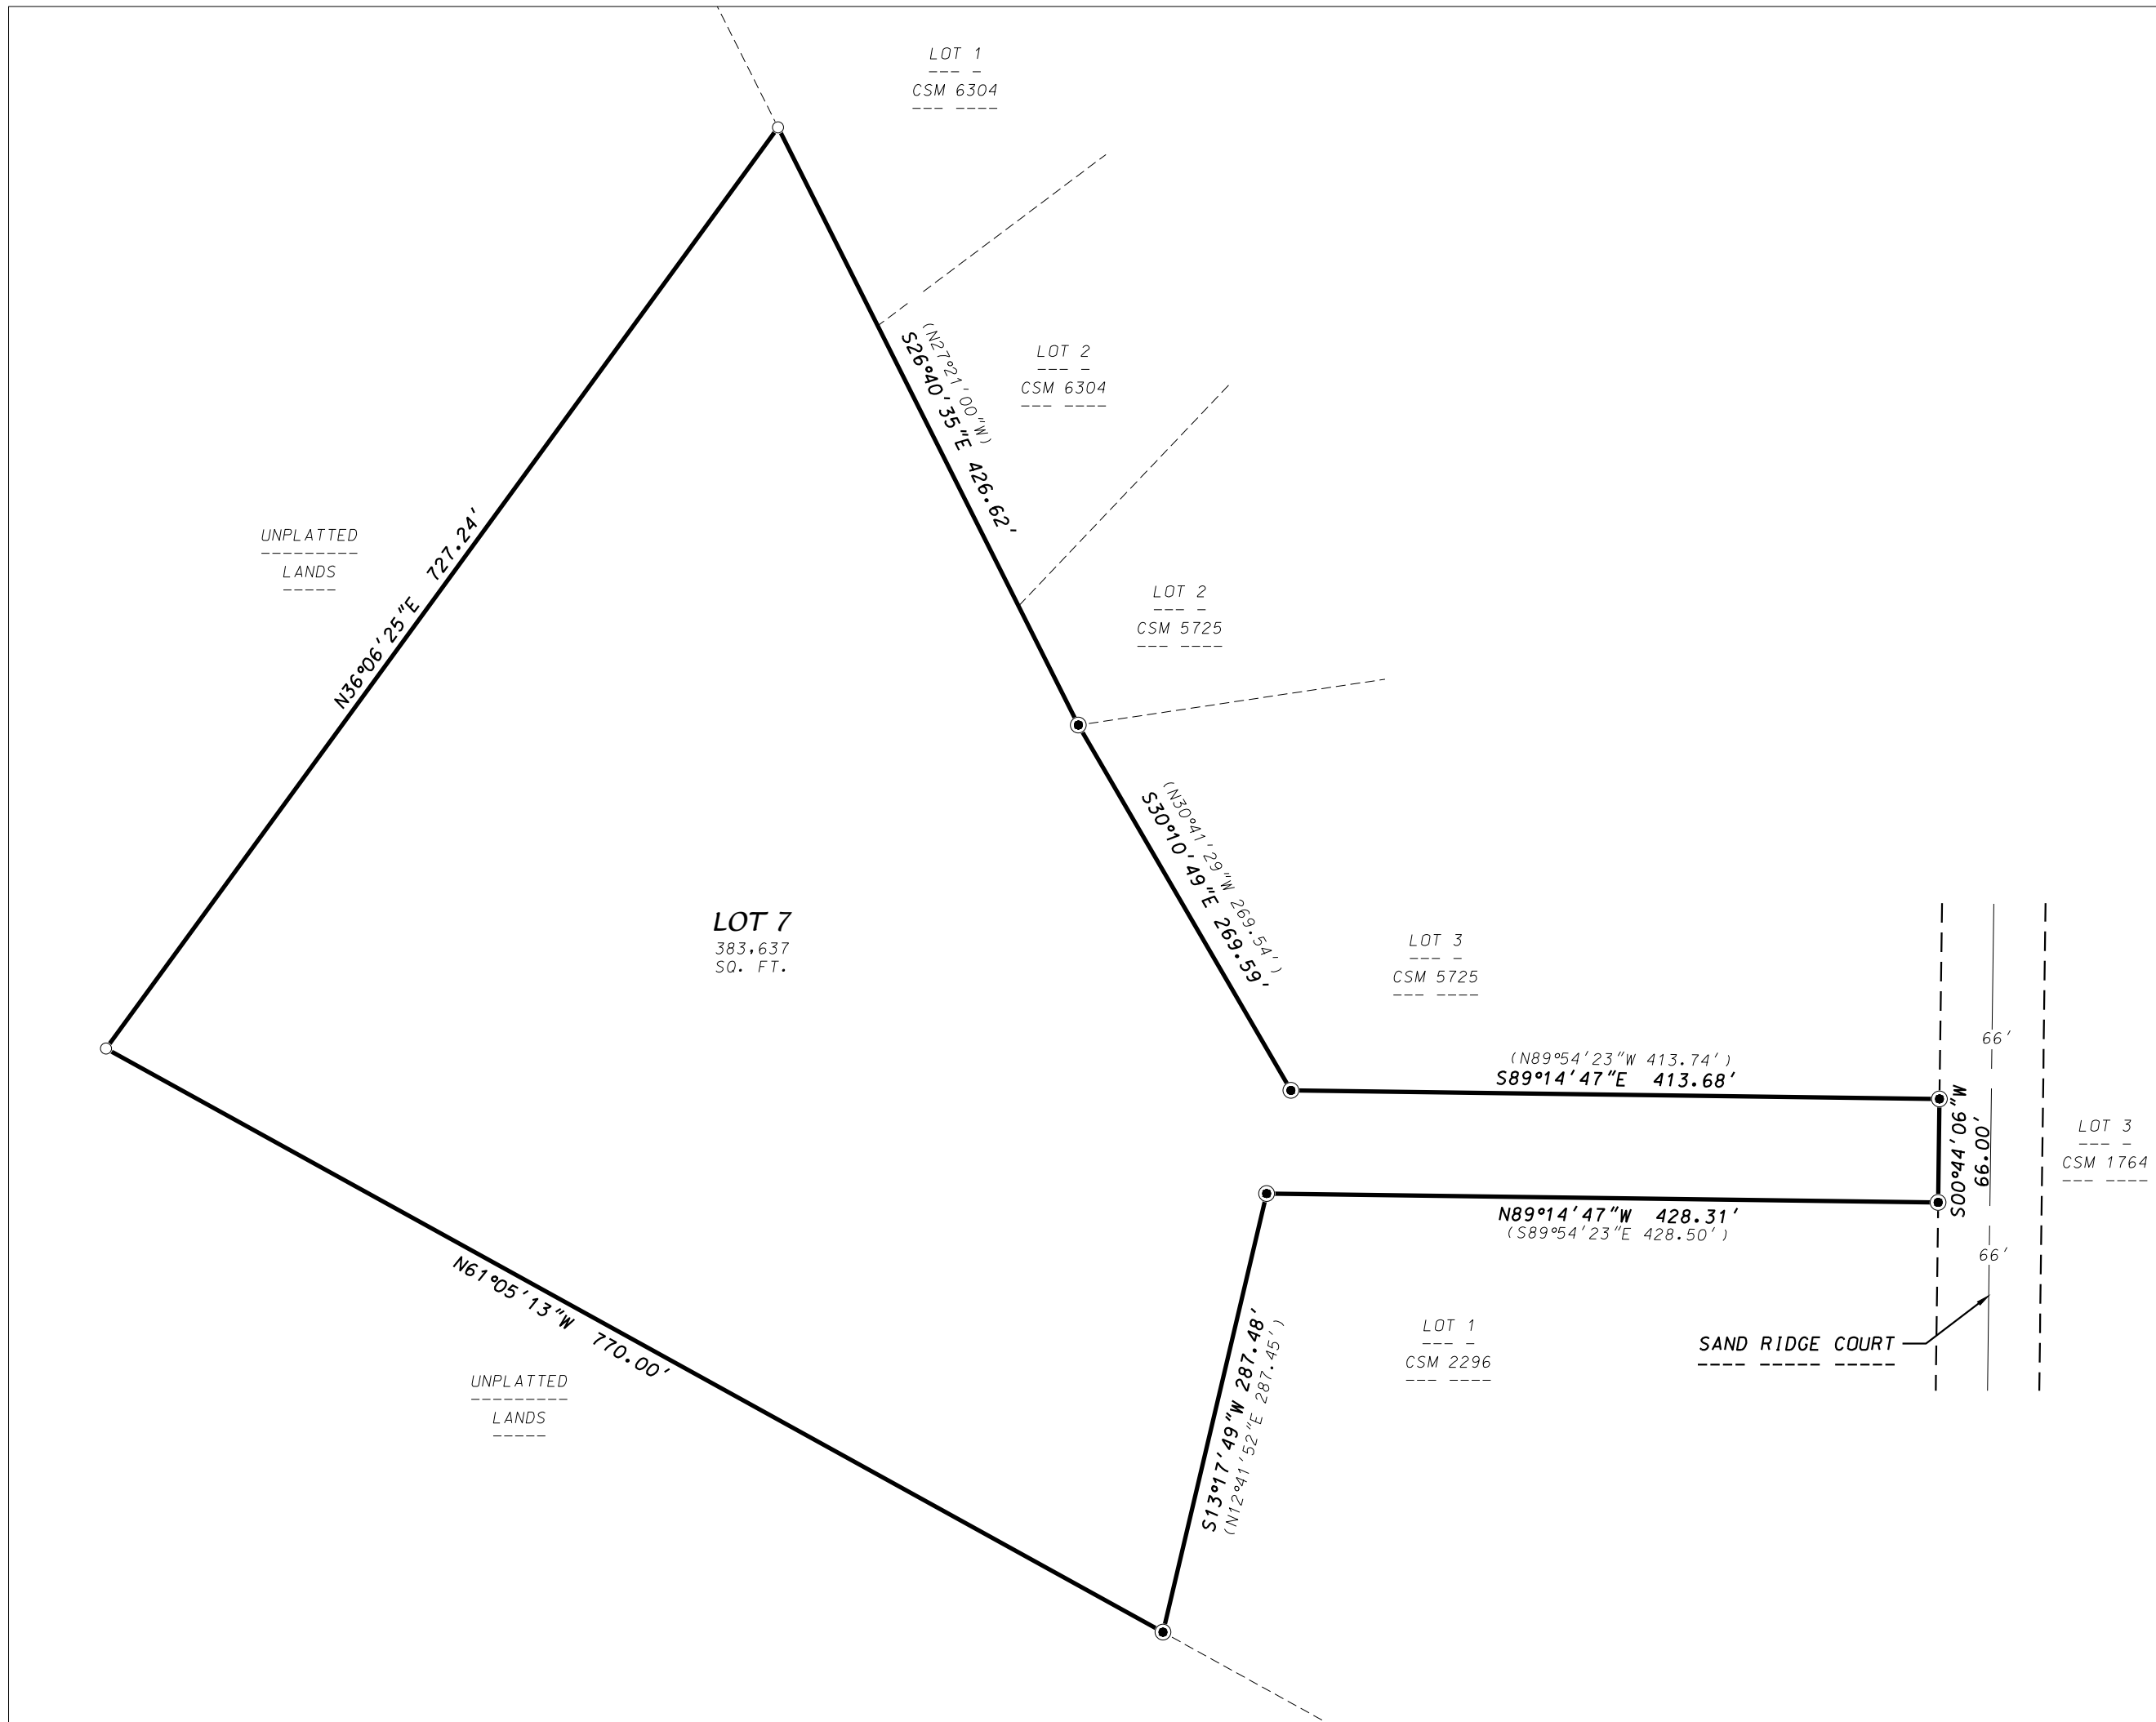 LOT 1
CSM 6304
(N27°21'00"W)
S26°40'35"E 426.62'
LOT 2
CSM 6304
UNPLATTED
LANDS
N36°06'25"E 727.24'
LOT 2
CSM 5725
(N30°41'29"W 269.54')
S30°10'49"E 269.59'
LOT 7
383,637
SQ. FT.
LOT 3
CSM 5725
(N89°54'23"W 413.74')
S89°14'47"E 413.68'
66'
S00°44'06"W
66.00'
LOT 3
CSM 1764
N89°14'47"W 428.31'
(S89°54'23"E 428.50')
66'
N61°05'13"W 770.00'
S13°17'49"W 287.48'
(N12°41'52"E 287.45')
LOT 1
CSM 2296
SAND RIDGE COURT
UNPLATTED
LANDS